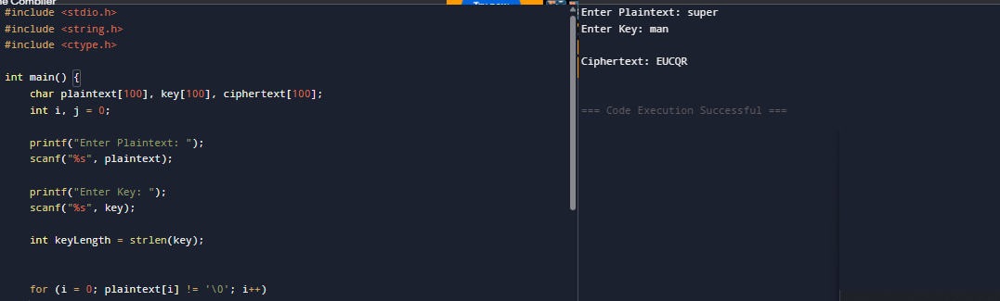 #include <stdio.h>
#include <string.h>
#include <ctype.h>
int main() {
char plaintext[100], key[100], ciphertext[100];
int i, j = 0;
printf("Enter Plaintext: ");
scanf("%s", plaintext);
printf("Enter Key: ");
scanf("%s", key);
int keyLength = strlen(key);
for (i = 0; plaintext[i] != '\0'; i++)
Enter Plaintext: super
Enter Key: man
Ciphertext: EUCQR
=== Code Execution Successful ===